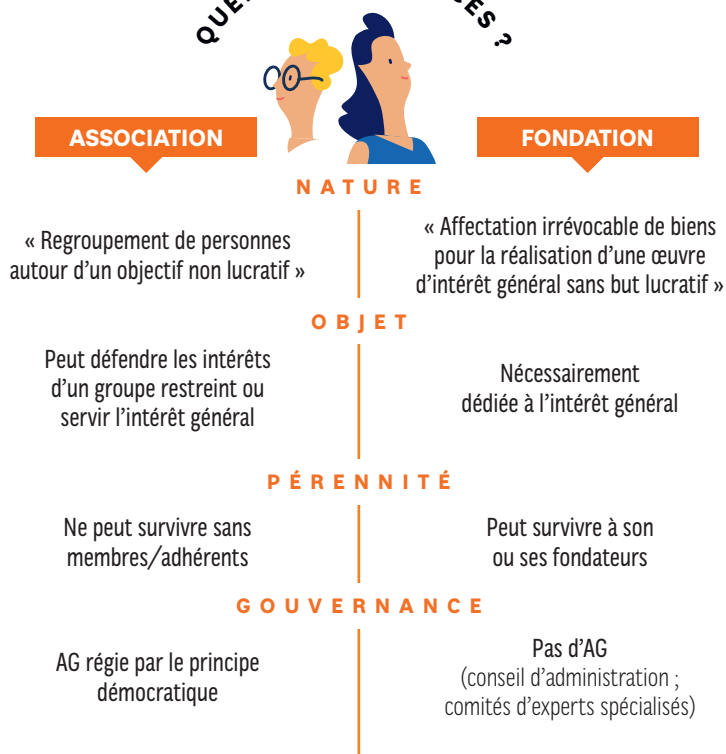 ASSOCIATION
FONDATION
NATURE
« Regroupement de personnes
autour d’un objectif non lucratif »
« Affectation irrévocable de biens
pour la réalisation d’une œuvre
d’intérêt général sans but lucratif »
OBJET
Peut défendre les intérêts
d’un groupe restreint ou
servir l’intérêt général
Nécessairement
dédiée à l’intérêt général
PÉRENNITÉ
Ne peut survivre sans
membres/adhérents
Peut survivre à son
ou ses fondateurs
GOUVERNANCE
AG régie par le principe
démocratique
Pas d’AG
(conseil d’administration ;
comités d’experts spécialisés)